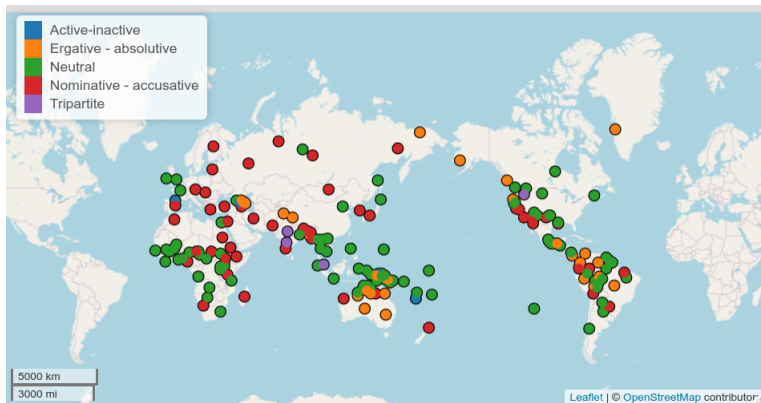 Active-inactive
Ergative - absolutive
Neutral
Nominative - accusative
Tripartite
5000 km
3000 mi
Leaflet | © OpenStreetMap contributor